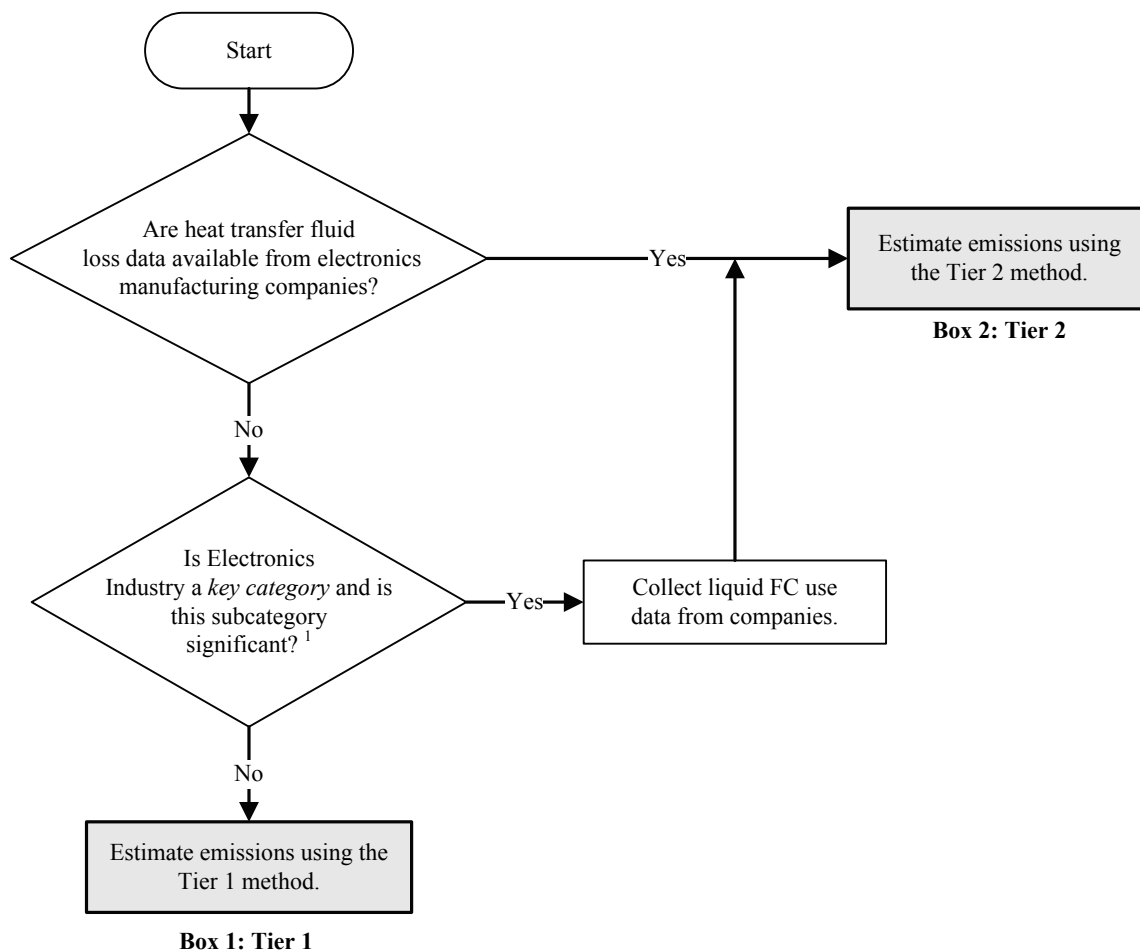 Start
Are heat transfer fluid
loss data available from electronics
manufacturing companies?
Yes
Estimate emissions using
the Tier 2 method.
Box 2: Tier 2
No
Is Electronics
Industry a key category and is
this subcategory
significant? 1
Yes
Collect liquid FC use
data from companies.
No
Estimate emissions using the
Tier 1 method.
Box 1: Tier 1